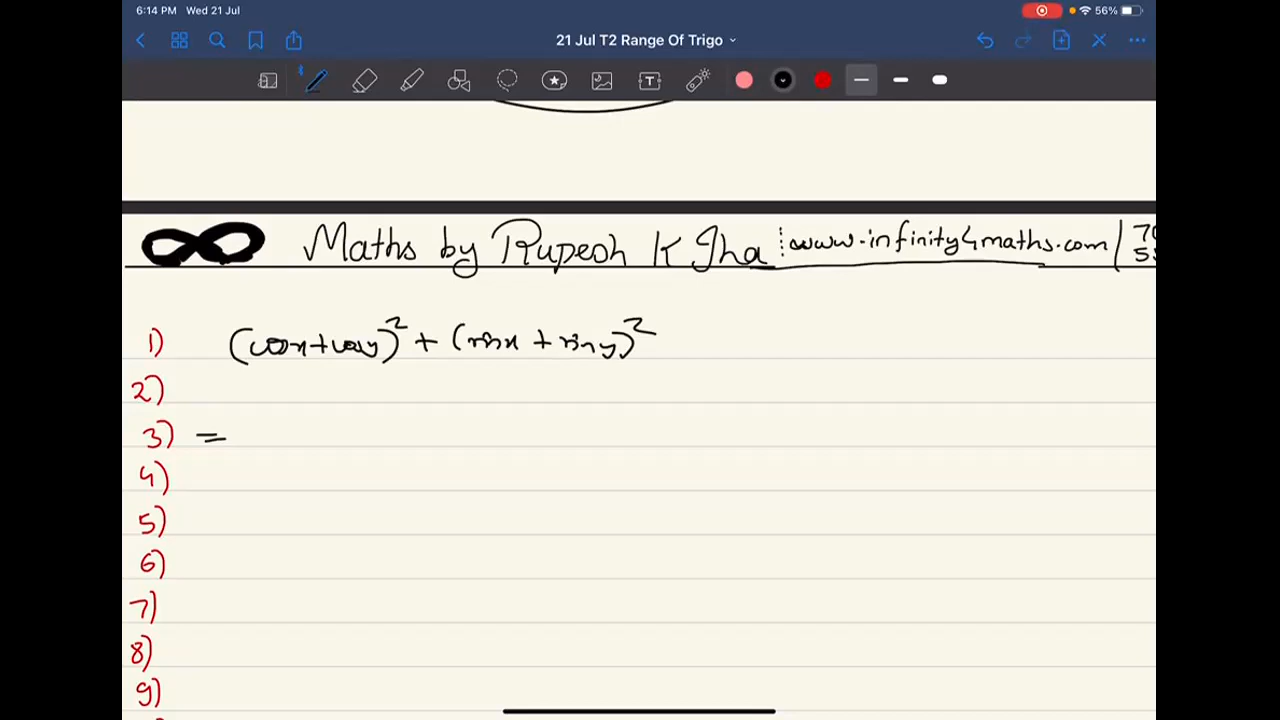 6:14 PM Wed 21 Jul
56%
21 Jul T2 Range Of Trigo
Maths by Rupesh K Jha www.infinity4maths.com
1) (cosx+cosy)² + (sinx + siny)²
2)
3) =
4)
5)
6)
7)
8)
9)